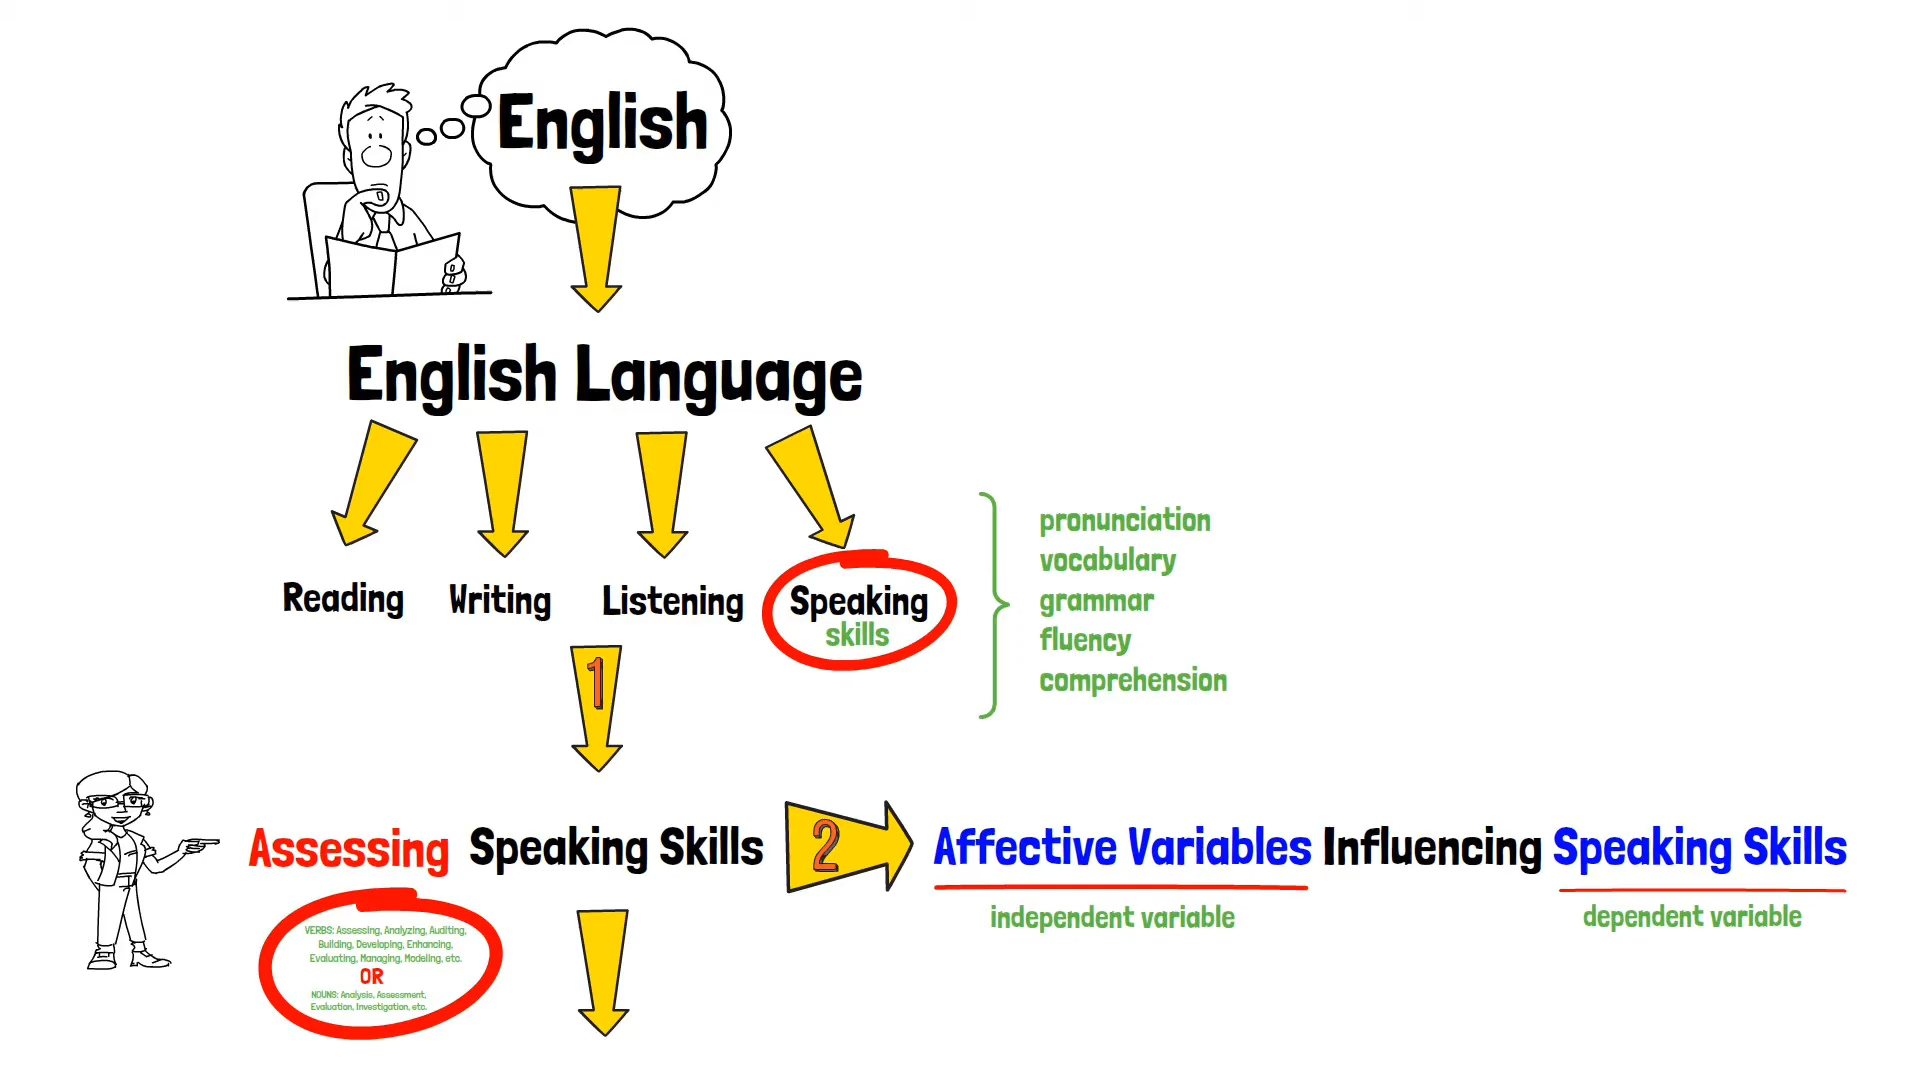 English
English Language
Reading Writing Listening Speaking
skills
pronunciation
vocabulary
grammar
fluency
comprehension
1
Assessing Speaking Skills 2 Affective Variables Influencing Speaking Skills
independent variable dependent variable
VERBS: Assessing, Analyzing, Auditing,
Building, Developing, Enhancing,
Evaluating, Managing, Modeling, etc.
OR
NOUNS: Analysis, Assessment,
Evaluation, Investigation, etc.